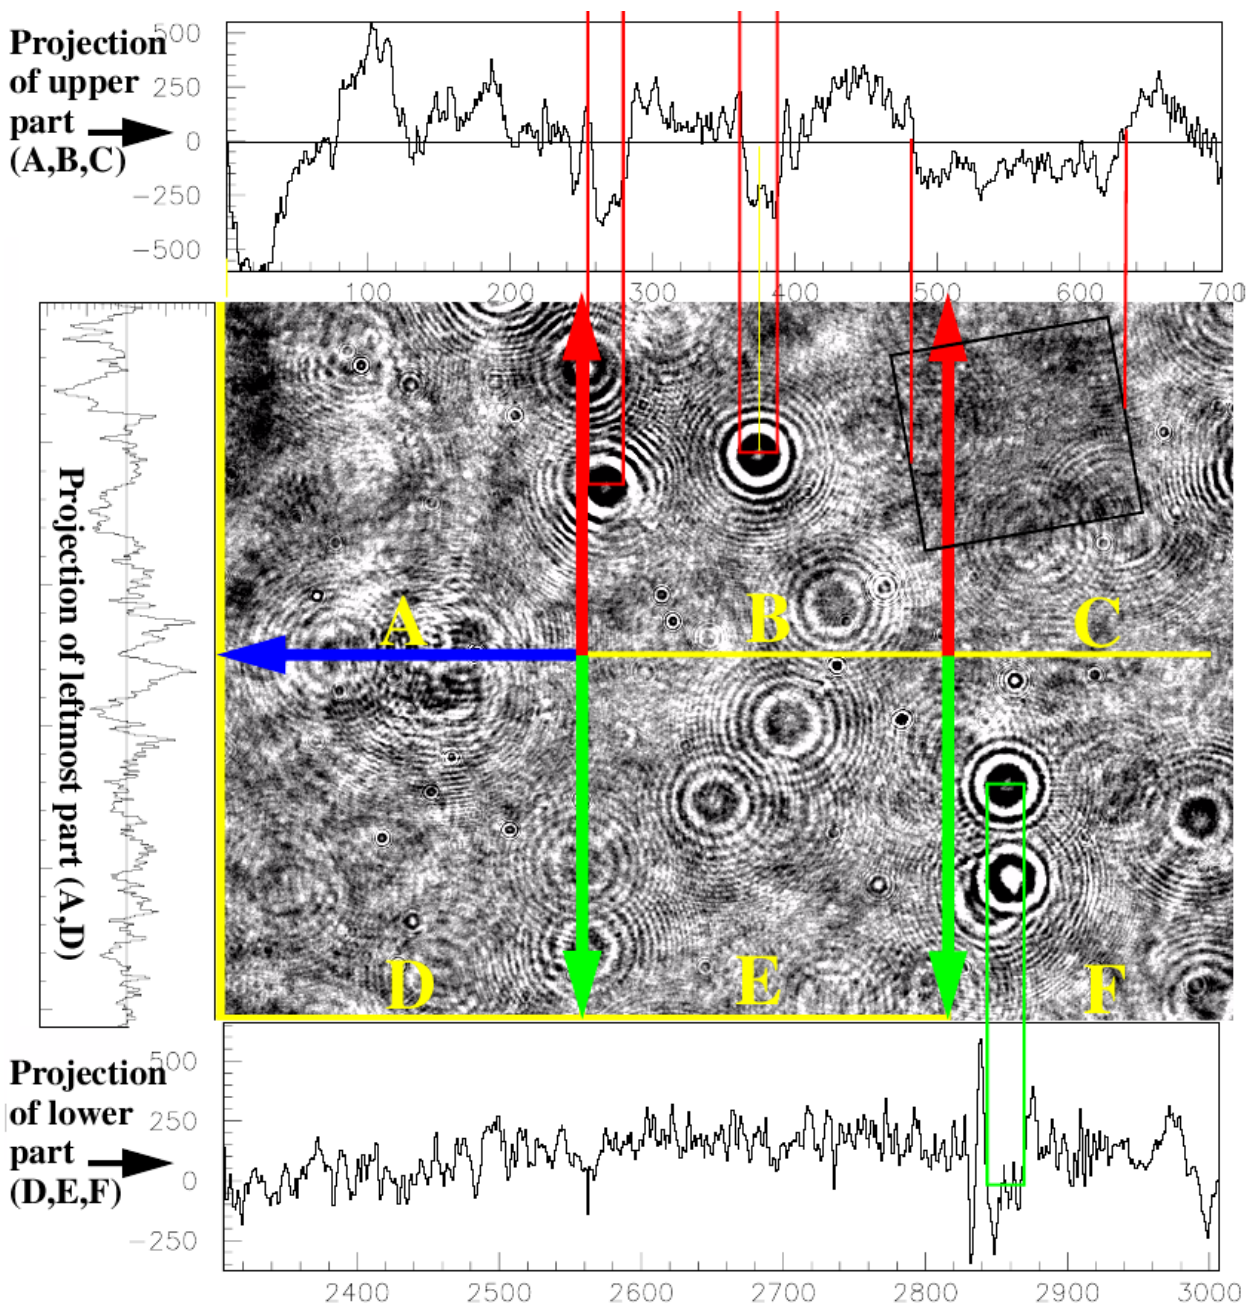 Projection
of upper
part
(A,B,C)
500
250
0
−250
−500
100
200
300
400
500
600
700
Projection of leftmost part (A,D)
A
B
C
D
E
F
Projection
of lower
part
(D,E,F)
500
250
0
−250
2400
2500
2600
2700
2800
2900
3000